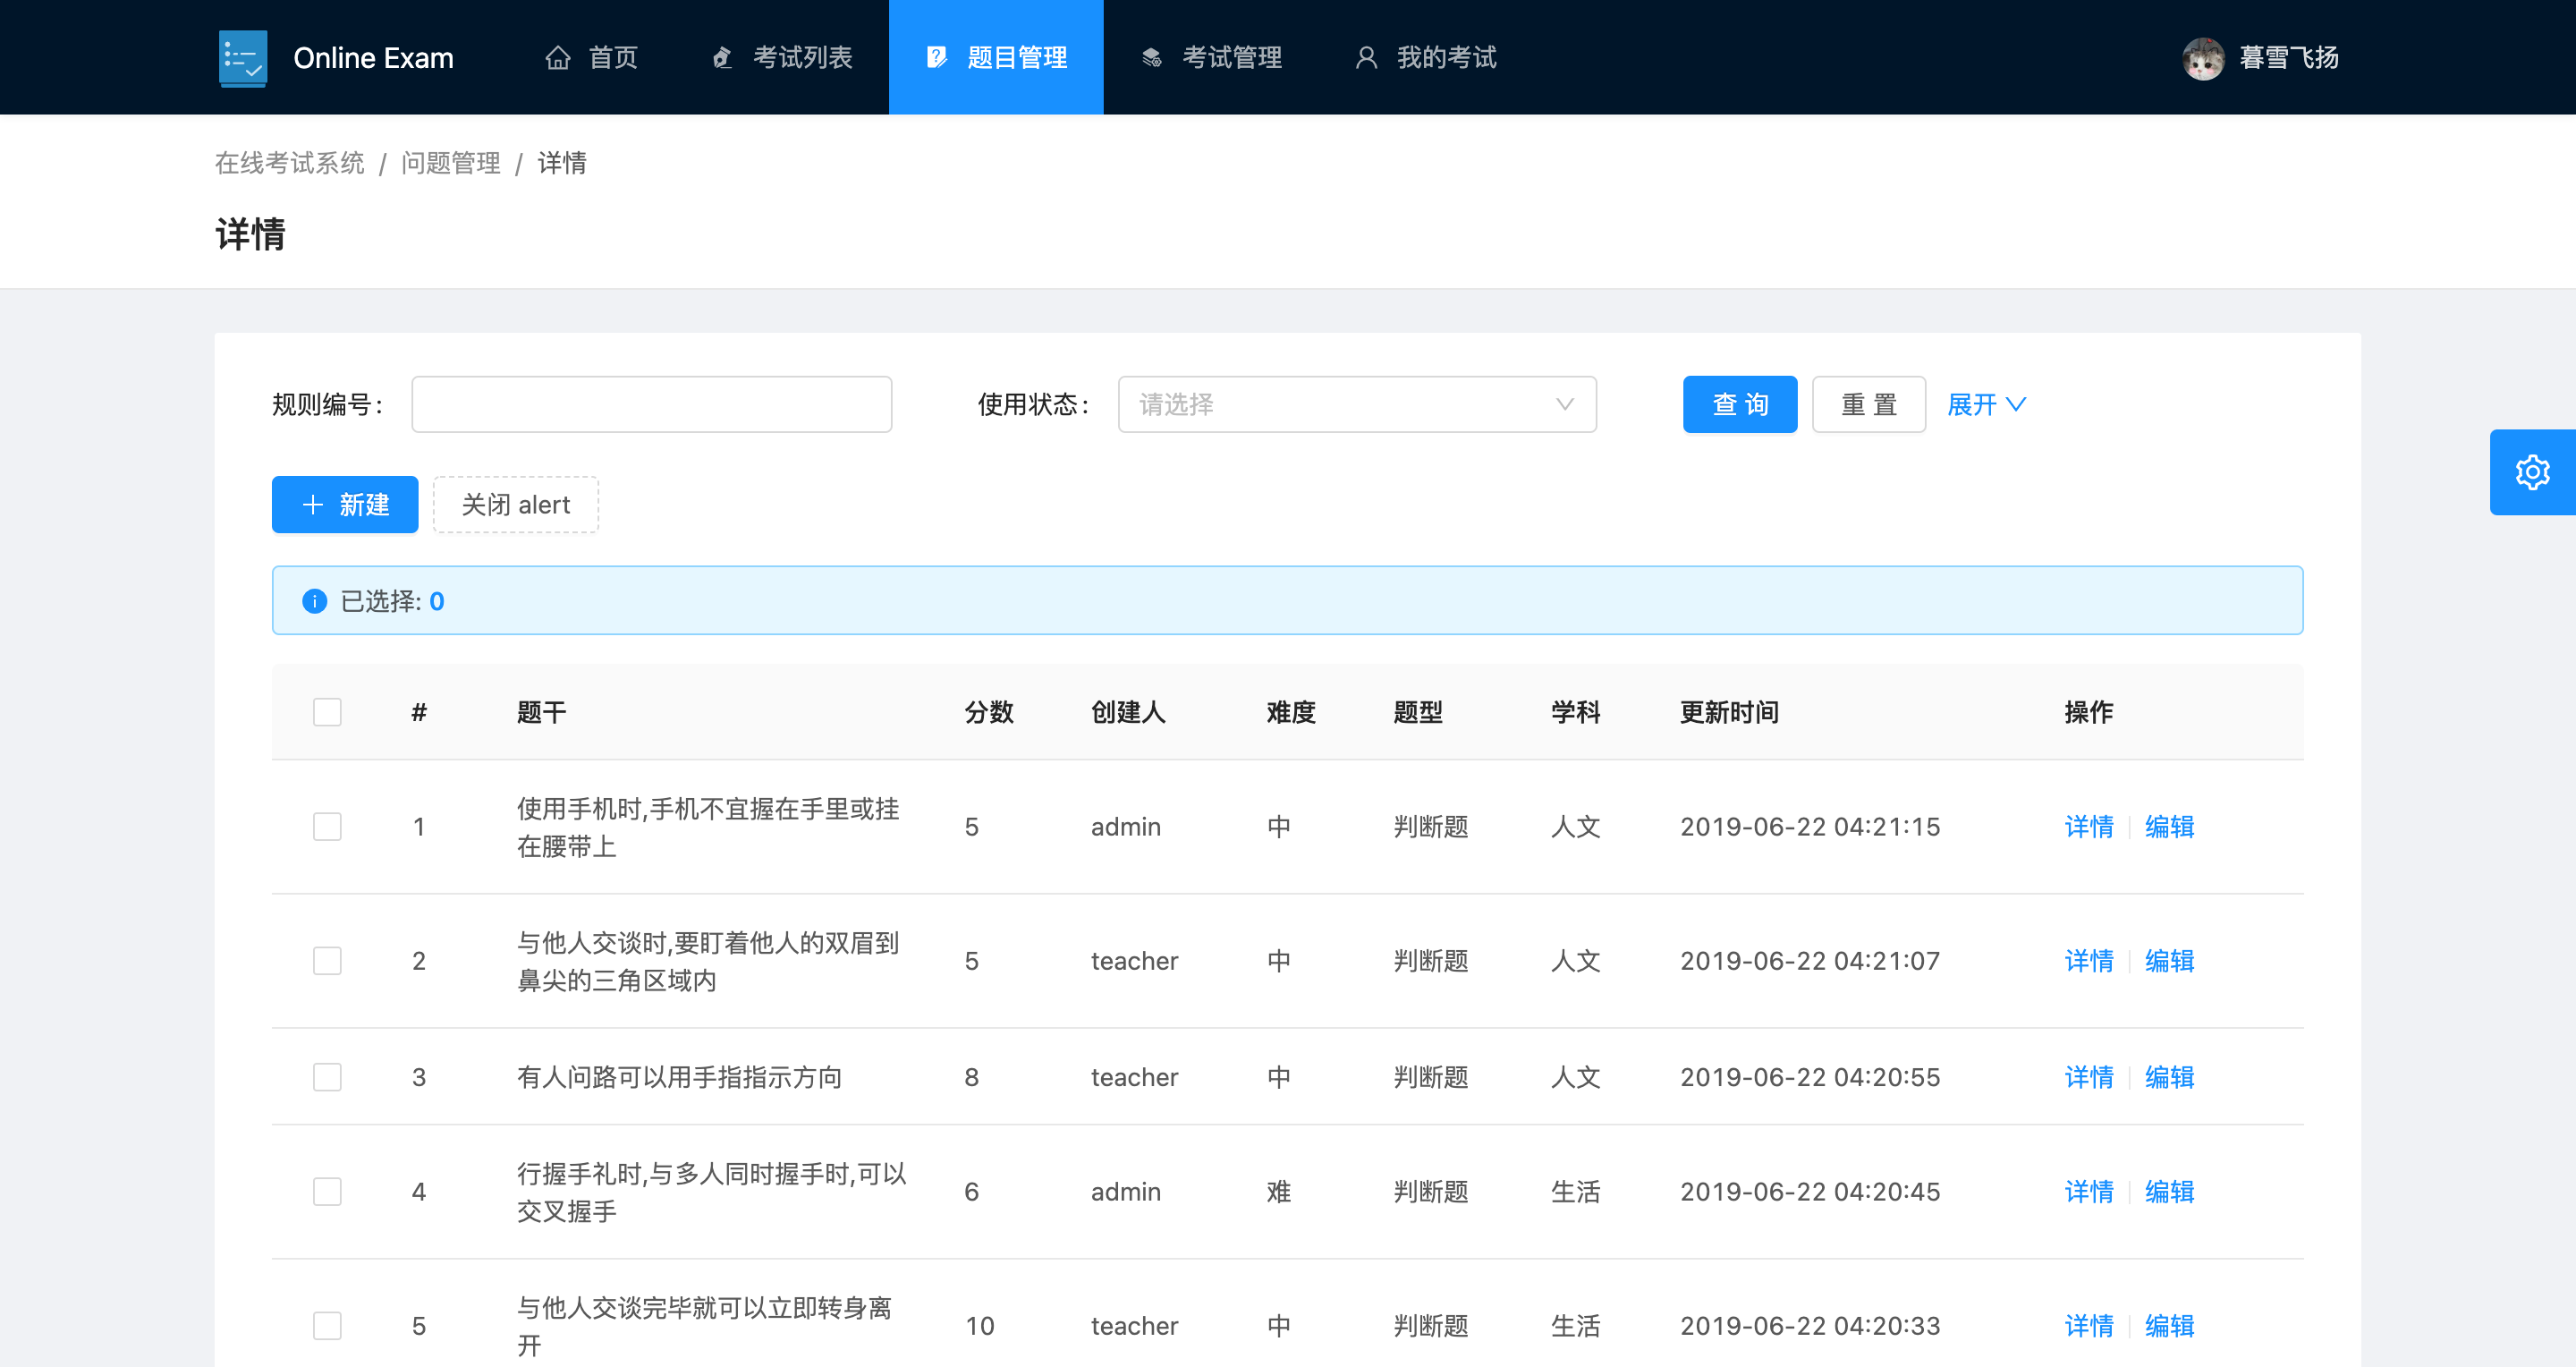 Online Exam 首页 考试列表 题目管理 考试管理 我的考试 暮雪飞扬
在线考试系统 / 问题管理 / 详情
详情
规则编号: 使用状态: 请选择 查 询 重 置 展开
新建 关闭 alert
已选择: 0
# 题干 分数 创建人 难度 题型 学科 更新时间 操作
1 使用手机时,手机不宜握在手里或挂 5 admin 中 判断题 人文 2019-06-22 04:21:15 详情 编辑
在腰带上
2 与他人交谈时,要盯着他人的双眉到 5 teacher 中 判断题 人文 2019-06-22 04:21:07 详情 编辑
鼻尖的三角区域内
3 有人问路可以用手指指示方向 8 teacher 中 判断题 人文 2019-06-22 04:20:55 详情 编辑
4 行握手礼时,与多人同时握手时,可以 6 admin 难 判断题 生活 2019-06-22 04:20:45 详情 编辑
交叉握手
5 与他人交谈完毕就可以立即转身离 10 teacher 中 判断题 生活 2019-06-22 04:20:33 详情 编辑
开